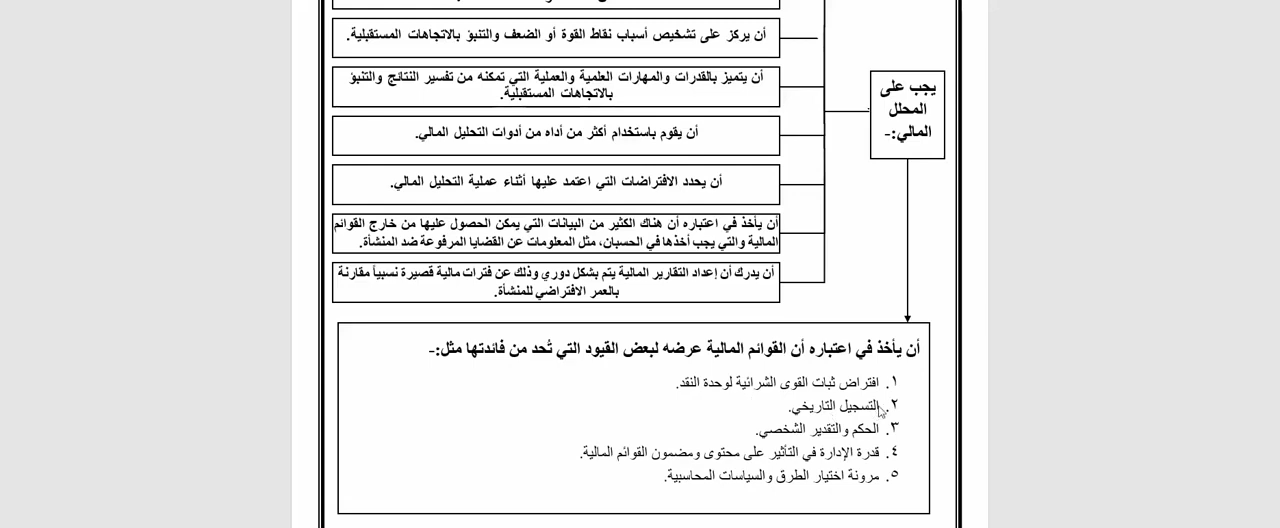 أن يركز على تشخيص أسباب نقاط القوة أو الضعف والتنبؤ بالاتجاهات المستقبلية.
أن يتميز بالقدرات والمهارات العلمية والعملية التي تمكنه من تفسير النتائج والتنبؤ
بالاتجاهات المستقبلية.
يجب على
المحلل
المالي:-
أن يقوم باستخدام أكثر من أداه من أدوات التحليل المالي.
أن يحدد الافتراضات التي اعتمد عليها أثناء عملية التحليل المالي.
أن يأخذ في اعتباره أن هناك الكثير من البيانات التي يمكن الحصول عليها من خارج القوائم
المالية والتي يجب أخذها في الحسبان، مثل المعلومات عن القضايا المرفوعة ضد المنشأة.
أن يدرك أن إعداد التقارير المالية يتم بشكل دوري وذلك عن فترات مالية قصيرة نسبياً مقارنة
بالعمر الافتراضي للمنشأة.
أن يأخذ في اعتباره أن القوائم المالية عرضه لبعض القيود التي تُحد من فائدتها مثل:-
١. افتراض ثبات القوى الشرائية لوحدة النقد.
٢. التسجيل التاريخي.
٣. الحكم والتقدير الشخصي.
٤. قدرة الإدارة في التأثير على محتوى ومضمون القوائم المالية.
٥. مرونة اختيار الطرق والسياسات المحاسبية.